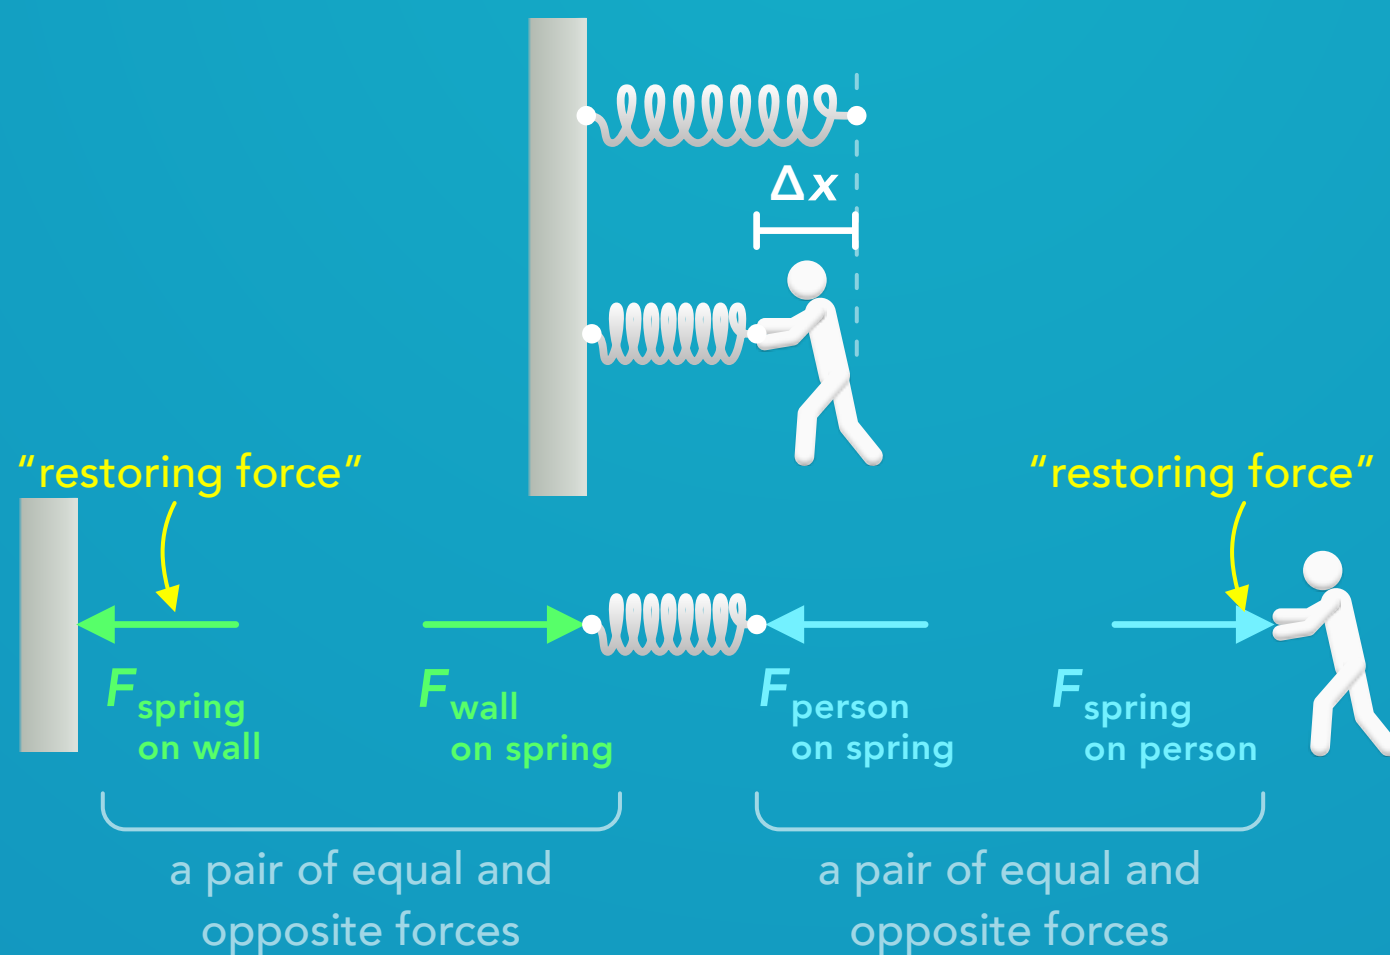 Δx
“restoring force”
“restoring force”
F spring
on wall
F wall
on spring
F person
on spring
F spring
on person
a pair of equal and
opposite forces
a pair of equal and
opposite forces